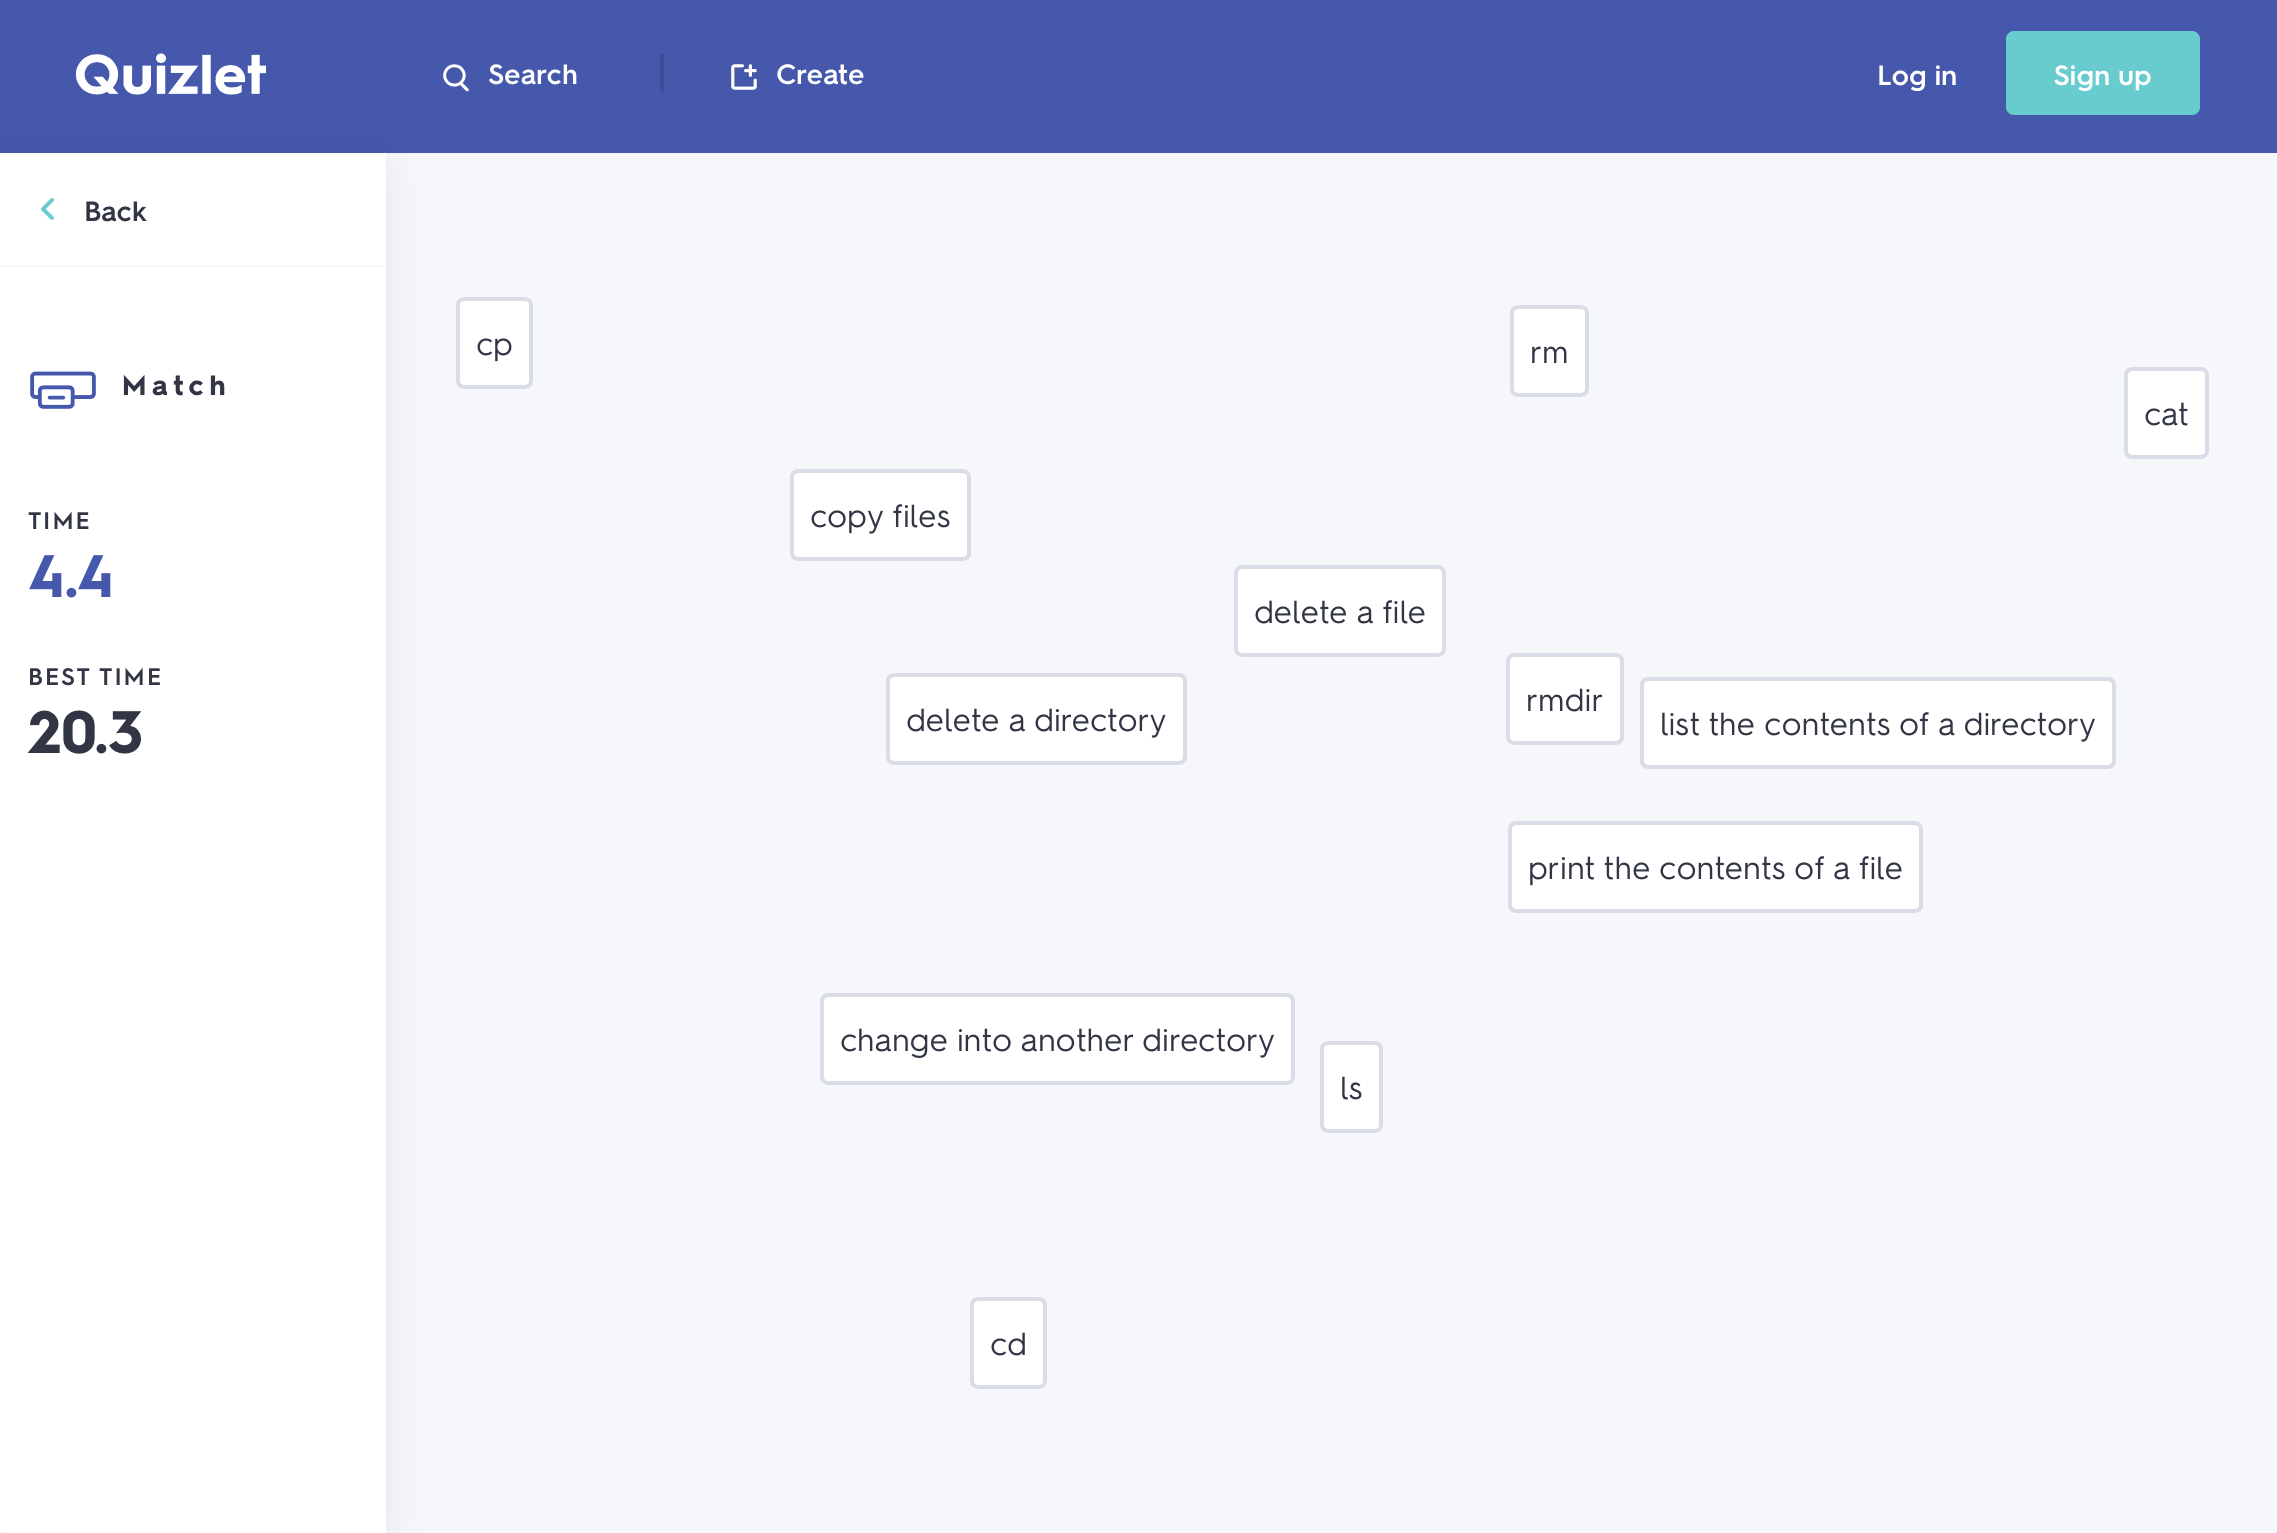 Quizlet
Search
Create
Log in
Sign up
Back
Match
TIME
4.4
BEST TIME
20.3
cp
rm
cat
copy files
delete a file
delete a directory
rmdir
list the contents of a directory
print the contents of a file
change into another directory
ls
cd